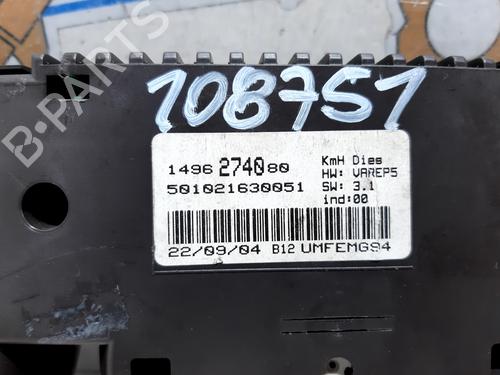 B-PARTS
108751
1496 2740 80
501021630051
KmH Dies
HW: VAREP5
SW: 3.1
ind:00
22/09/04 B12 UMFEMG94